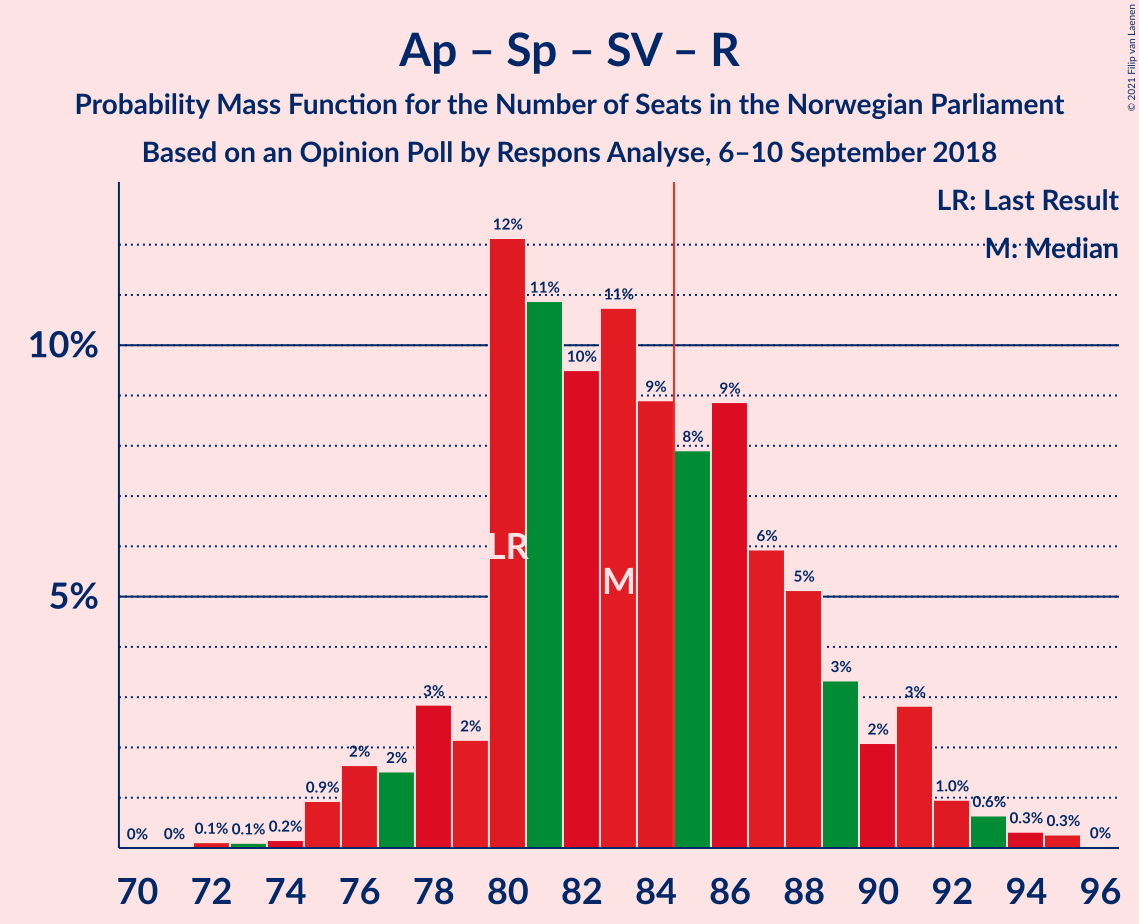 Ap – Sp – SV – R
Probability Mass Function for the Number of Seats in the Norwegian Parliament
Based on an Opinion Poll by Respons Analyse, 6–10 September 2018
© 2021 Filip van Laenen
LR: Last Result
M: Median
10%
5%
0% 0% 0.1% 0.1% 0.2% 0.9% 2% 2% 3% 2% 12% 11% 10% 11% 9% 8% 9% 6% 5% 3% 2% 3% 1.0% 0.6% 0.3% 0.3% 0%
LR
M
70 72 74 76 78 80 82 84 86 88 90 92 94 96